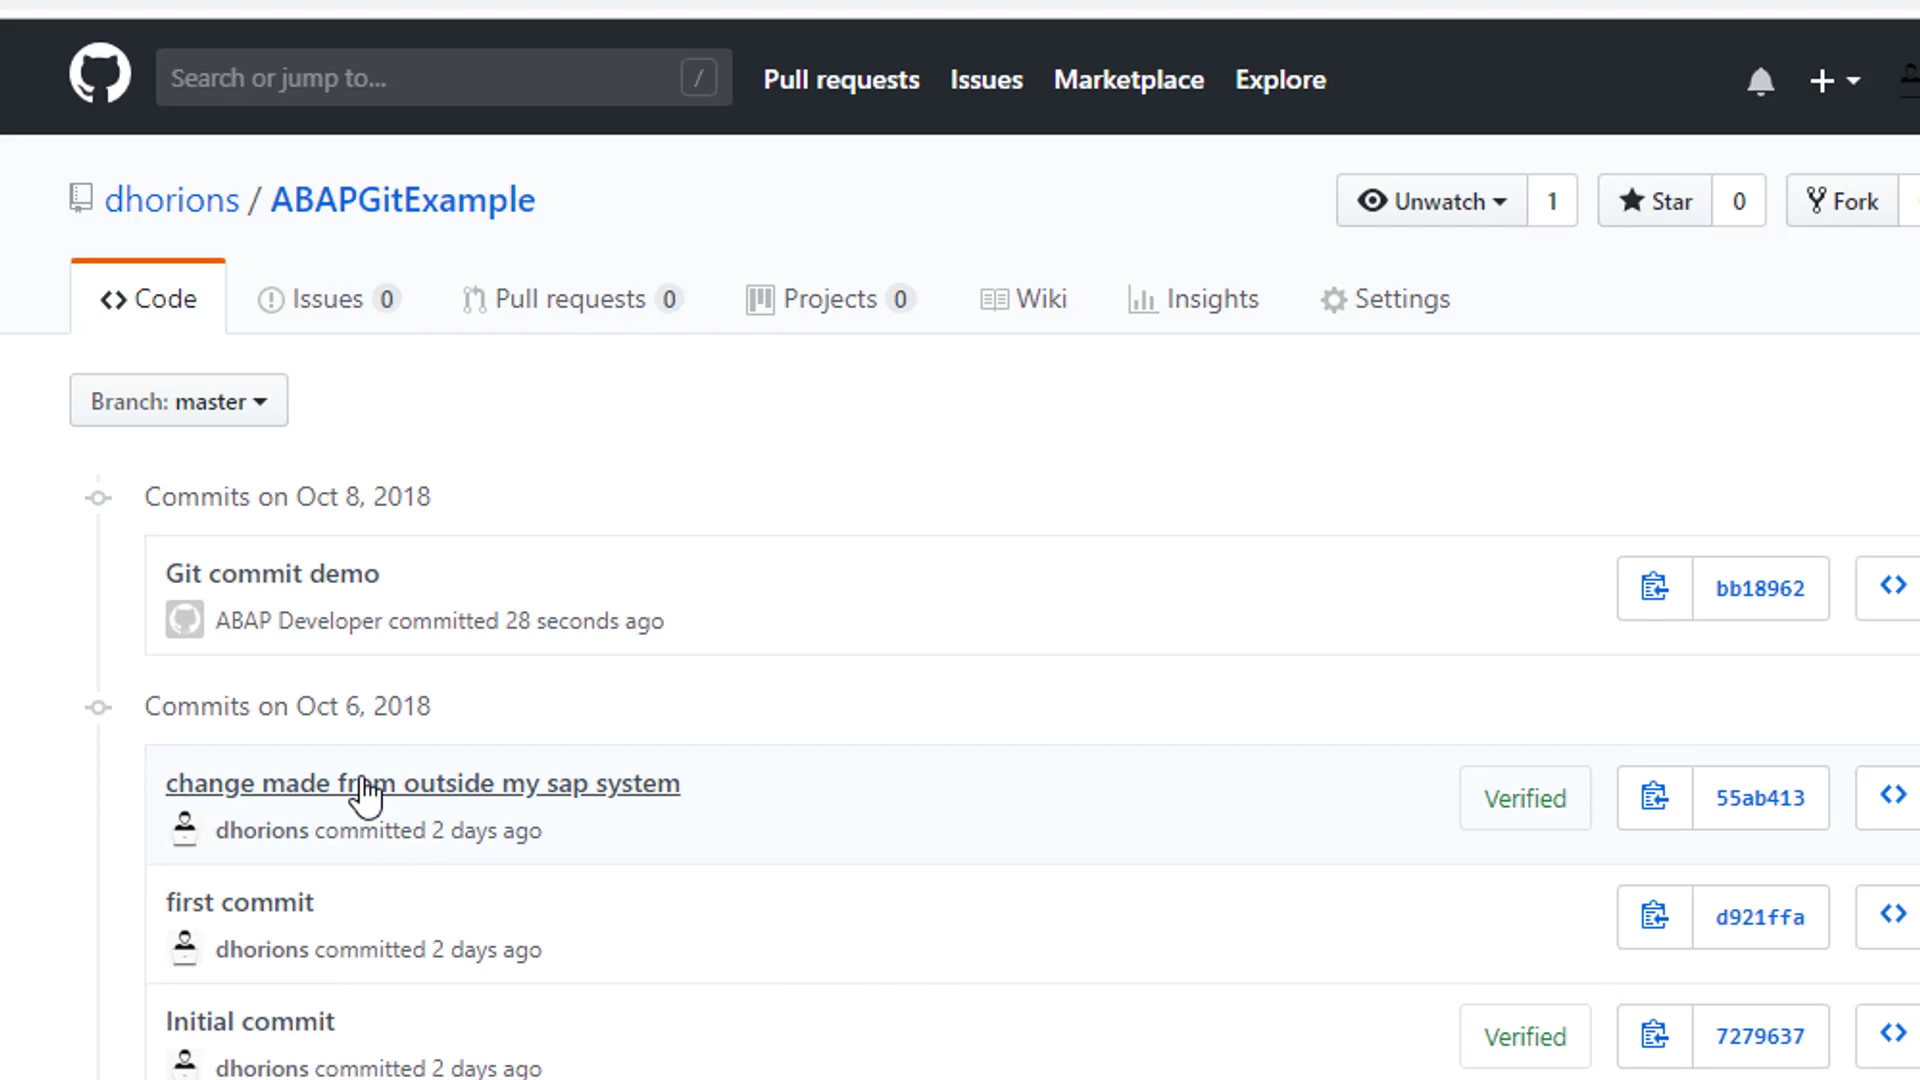 Search or jump to... /
Pull requests Issues Marketplace Explore
dhorions / ABAPGitExample
Unwatch 1 Star 0 Fork
Code Issues 0 Pull requests 0 Projects 0 Wiki Insights Settings
Branch: master
Commits on Oct 8, 2018
Git commit demo
ABAP Developer committed 28 seconds ago
bb18962
Commits on Oct 6, 2018
change made from outside my sap system
dhorions committed 2 days ago
Verified 55ab413
first commit
dhorions committed 2 days ago
d921ffa
Initial commit
dhorions committed 2 days ago
Verified 7279637